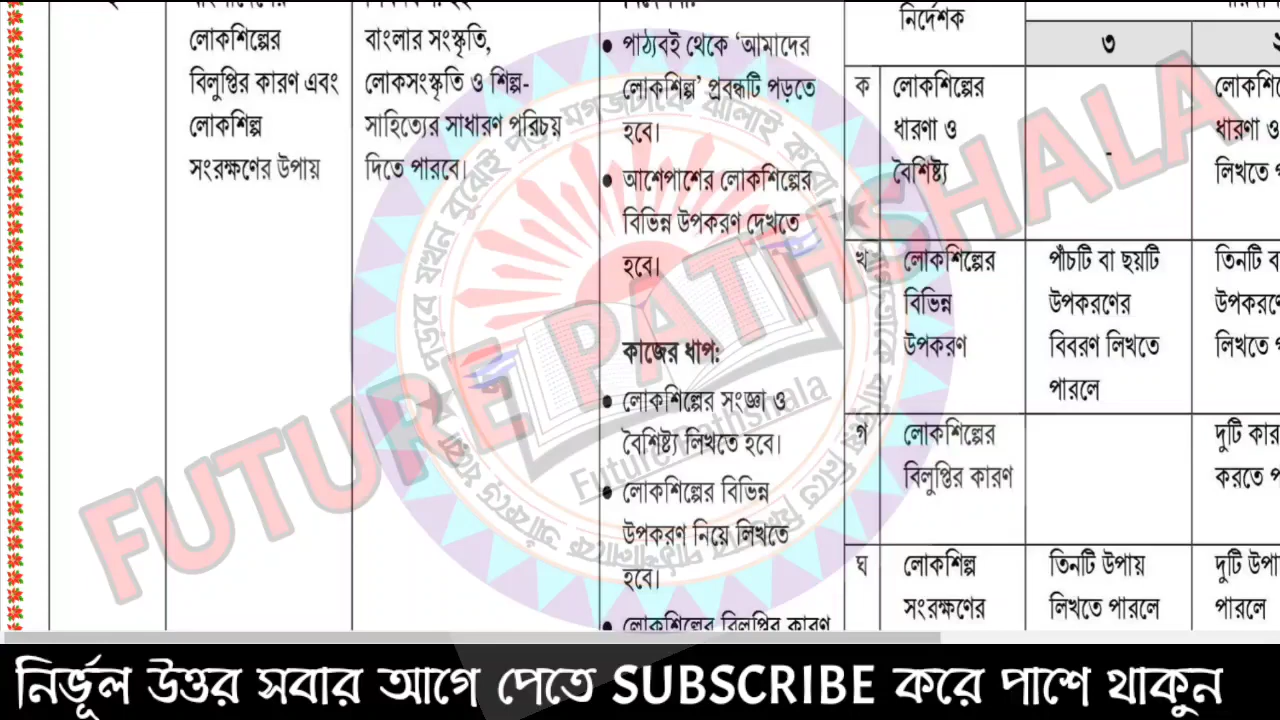 লোকশিল্পের
বিলুপ্তির কারণ এবং
লোকশিল্প
সংরক্ষণের উপায়
বাংলার সংস্কৃতি,
লোকসংস্কৃতি ও শিল্প-
সাহিত্যের সাধারণ পরিচয়
দিতে পারবে।
• পাঠ্যবই থেকে ‘আমাদের
লোকশিল্প’ প্রবন্ধটি পড়তে
হবে।
• আশেপাশের লোকশিল্পের
বিভিন্ন উপকরণ দেখতে
হবে।
কাজের ধাপ:
• লোকশিল্পের সংজ্ঞা ও
বৈশিষ্ট্য লিখতে হবে।
• লোকশিল্পের বিভিন্ন
উপকরণ নিয়ে লিখতে
হবে।
• লোকশিল্পের বিলুপ্তির কারণ
নির্দেশক
৩
ক
লোকশিল্পের
ধারণা ও
বৈশিষ্ট্য
-
ধারণা ও
লিখতে
খ
লোকশিল্পের
বিভিন্ন
উপকরণ
পাঁচটি বা ছয়টি
উপকরণের
বিবরণ লিখতে
পারলে
তিনটি
লিখতে
গ
লোকশিল্পের
বিলুপ্তির কারণ
দুটি
করতে
ঘ
লোকশিল্প
সংরক্ষণের
তিনটি উপায়
লিখতে পারলে
দুটি
পারলে
FUTURE PATHSHALA
Future Pathshala
নির্ভূল উত্তর সবার আগে পেতে SUBSCRIBE করে পাশে থাকুন